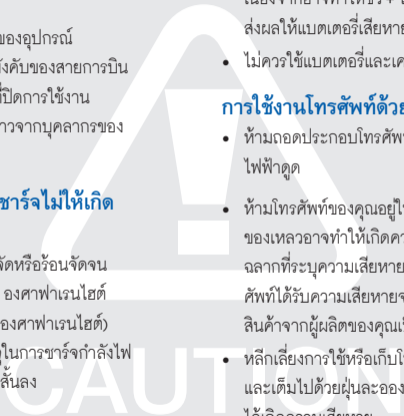 ของอุปกรณ์
บังคับของสายการบิน
ที่ปิดการใช้งาน
าวจากบุคลากรของ
ชาร์จไม่ให้เกิด
จัดหรือร้อนจัดจน
องศาฟาเรนไฮต์
องศาฟาเรนไฮต์)
ในการชาร์จกำลังไฟ
สั้นลง
ส่งผลให้แบตเตอรี่เสียหาย
• ไม่ควรใช้แบตเตอรี่และเค
การใช้งานโทรศัพท์ด้วย
• ห้ามถอดประกอบโทรศัพ
ไฟฟ้าดูด
• ห้ามโทรศัพท์ของคุณอยู่ใ
ของเหลวอาจทำให้เกิดคว
ฉลากที่ระบุความเสียหาย
ศัพท์ได้รับความเสียหายจ
สินค้าจากผู้ผลิตของคุณเ
• หลีกเลี่ยงการใช้หรือเก็บโ
และเต็มไปด้วยฝุ่นละออง
CAUTION